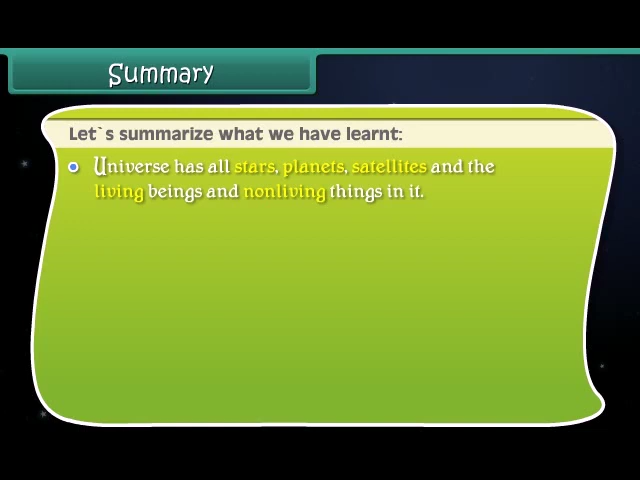 Summary
Let`s summarize what we have learnt:
Universe has all stars, planets, satellites and the
living beings and nonliving things in it.